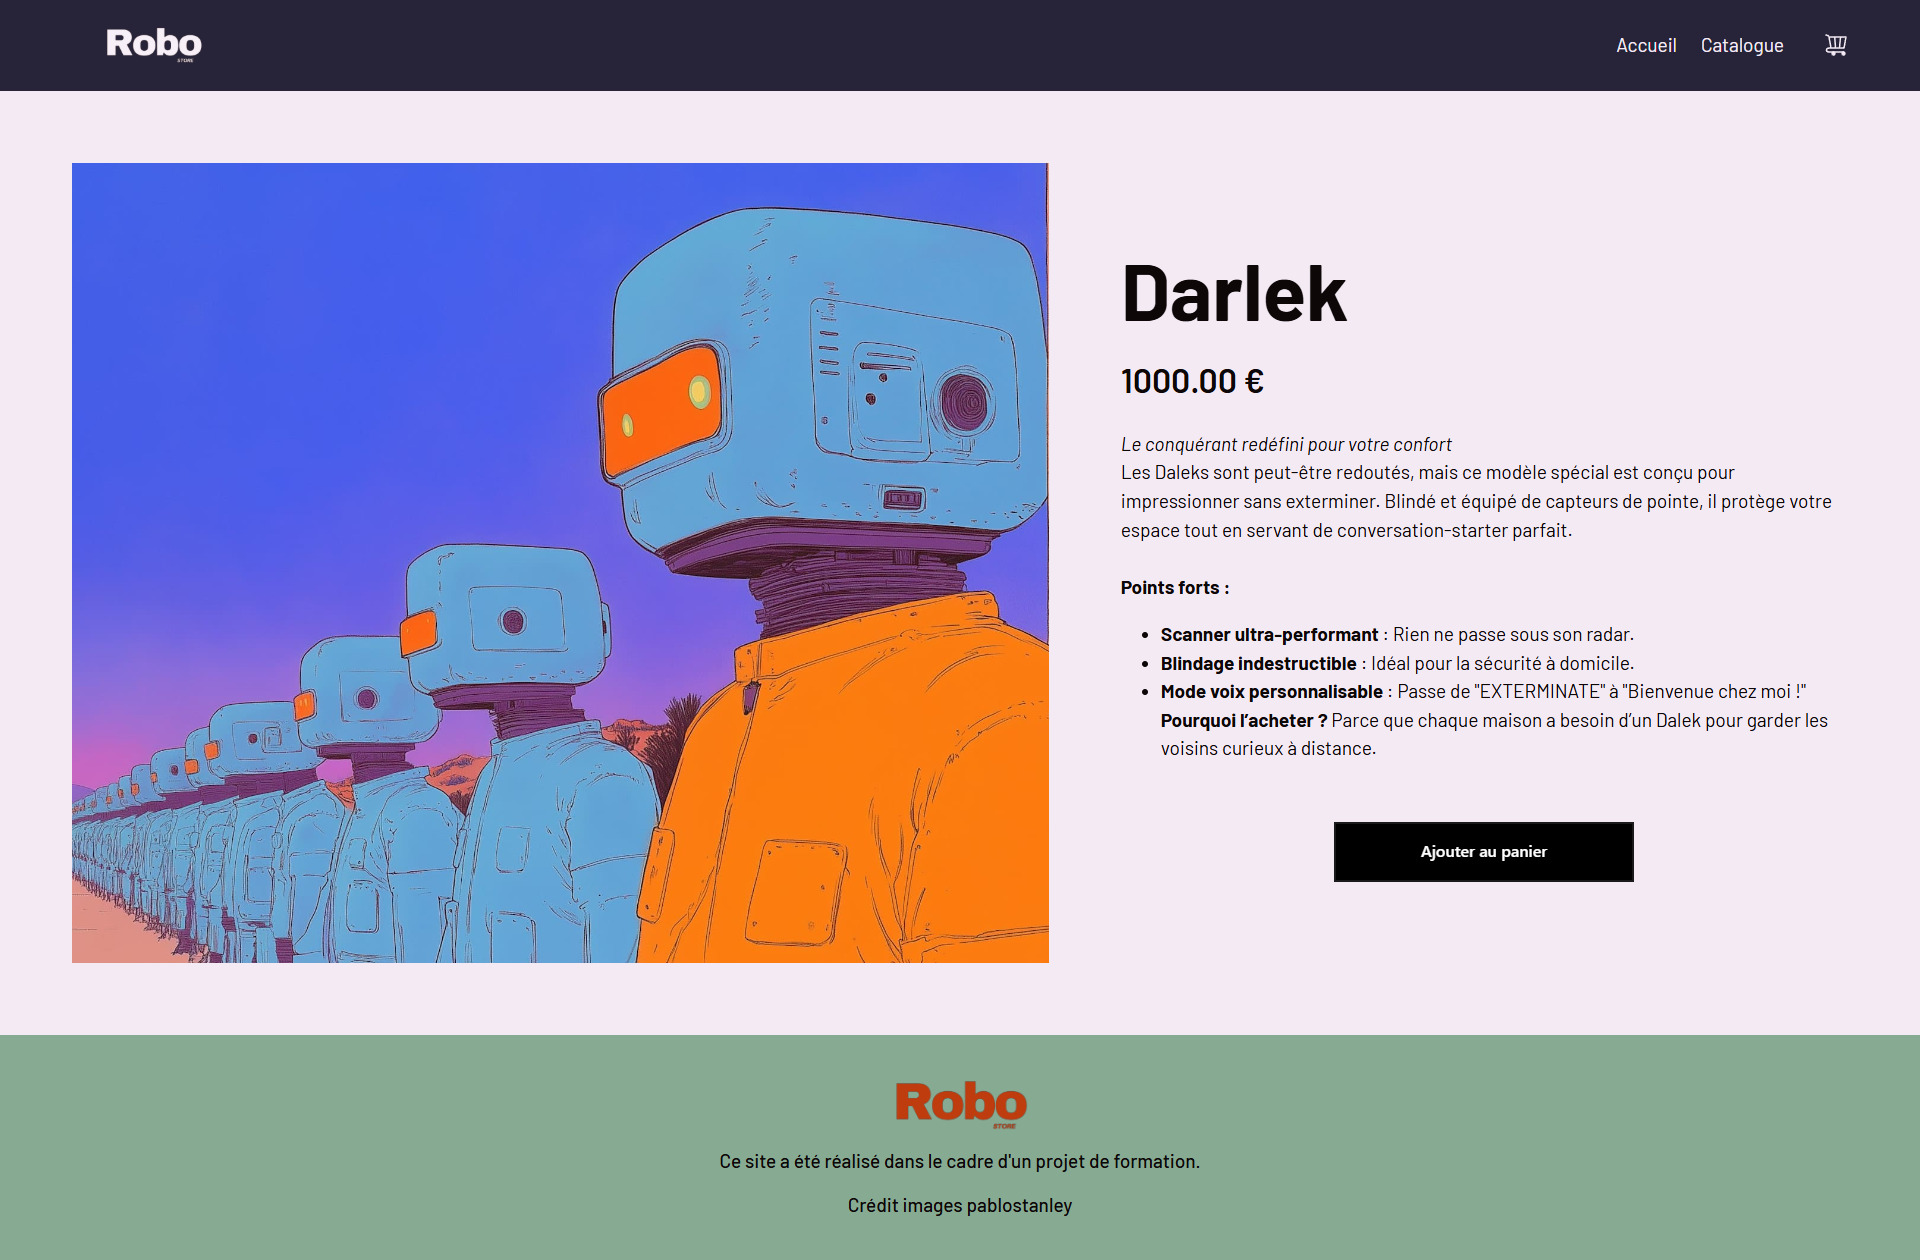 Robo
STORE
Accueil Catalogue
Darlek
1000.00 €
Le conquérant redéfini pour votre confort
Les Daleks sont peut-être redoutés, mais ce modèle spécial est conçu pour
impressionner sans exterminer. Blindé et équipé de capteurs de pointe, il protège votre
espace tout en servant de conversation-starter parfait.
Points forts :
• Scanner ultra-performant : Rien ne passe sous son radar.
• Blindage indestructible : Idéal pour la sécurité à domicile.
• Mode voix personnalisable : Passe de "EXTERMINATE" à "Bienvenue chez moi !"
Pourquoi l’acheter ? Parce que chaque maison a besoin d’un Dalek pour garder les
voisins curieux à distance.
Ajouter au panier
Robo
STORE
Ce site a été réalisé dans le cadre d'un projet de formation.
Crédit images pablostanley